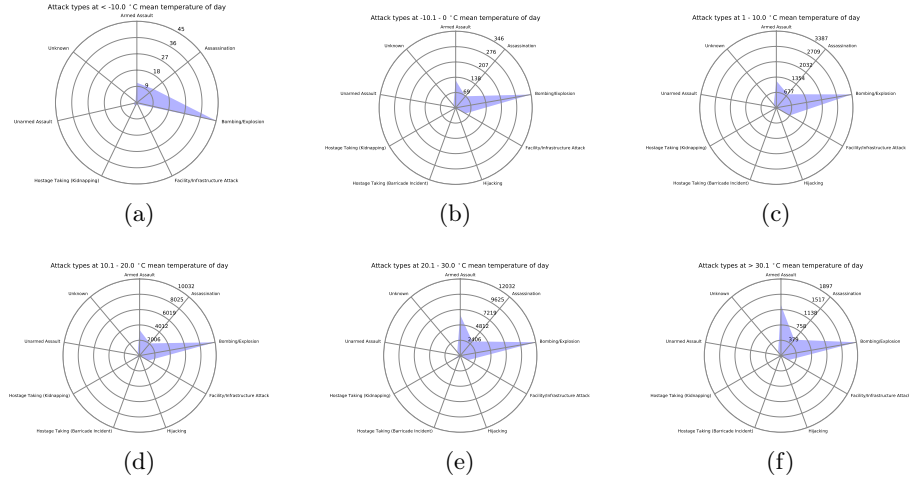 Attack types at < -10.0 °C mean temperature of day
Armed Assault
45
36
27
18
9
Unknown
Assassination
Unarmed Assault
Bombing/Explosion
Hostage Taking (Kidnapping)
Facility/Infrastructure Attack
(a)
Attack types at -10.1 - 0 °C mean temperature of day
Armed Assault
346
276
207
138
69
Unknown
Assassination
Unarmed Assault
Bombing/Explosion
Hostage Taking (Kidnapping)
Facility/Infrastructure Attack
Hostage Taking (Barricade Incident)
Hijacking
(b)
Attack types at 1 - 10.0 °C mean temperature of day
Armed Assault
3387
2709
2032
1354
677
Unknown
Assassination
Unarmed Assault
Bombing/Explosion
Hostage Taking (Kidnapping)
Facility/Infrastructure Attack
Hostage Taking (Barricade Incident)
Hijacking
(c)
Attack types at 10.1 - 20.0 °C mean temperature of day
Armed Assault
10032
8025
6019
4012
2006
Unknown
Assassination
Unarmed Assault
Bombing/Explosion
Hostage Taking (Kidnapping)
Facility/Infrastructure Attack
Hostage Taking (Barricade Incident)
Hijacking
(d)
Attack types at 20.1 - 30.0 °C mean temperature of day
Armed Assault
12032
9625
7219
4812
2406
Unknown
Assassination
Unarmed Assault
Bombing/Explosion
Hostage Taking (Kidnapping)
Facility/Infrastructure Attack
Hostage Taking (Barricade Incident)
Hijacking
(e)
Attack types at > 30.1 °C mean temperature of day
Armed Assault
1897
1517
1138
758
379
Unknown
Assassination
Unarmed Assault
Bombing/Explosion
Hostage Taking (Kidnapping)
Facility/Infrastructure Attack
Hostage Taking (Barricade Incident)
Hijacking
(f)